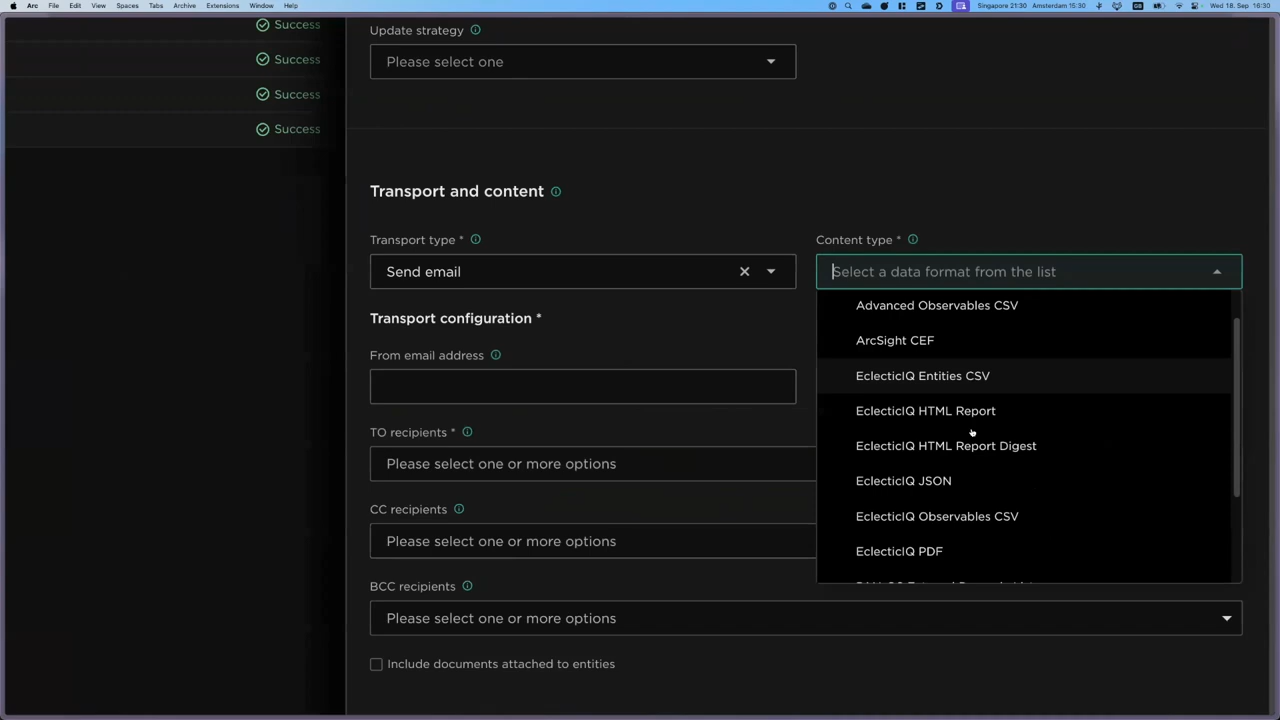 Arc File Edit View Spaces Tabs Archive Extensions Window Help Singapore 21:30 Amsterdam 15:30 Wed 18. Sep 16:30
Success
Success
Success
Success
Update strategy
Please select one
Transport and content
Transport type *
Send email
Content type *
Select a data format from the list
Advanced Observables CSV
ArcSight CEF
EclecticIQ Entities CSV
EclecticIQ HTML Report
EclecticIQ HTML Report Digest
EclecticIQ JSON
EclecticIQ Observables CSV
EclecticIQ PDF
Transport configuration *
From email address
TO recipients *
Please select one or more options
CC recipients
Please select one or more options
BCC recipients
Please select one or more options
Include documents attached to entities